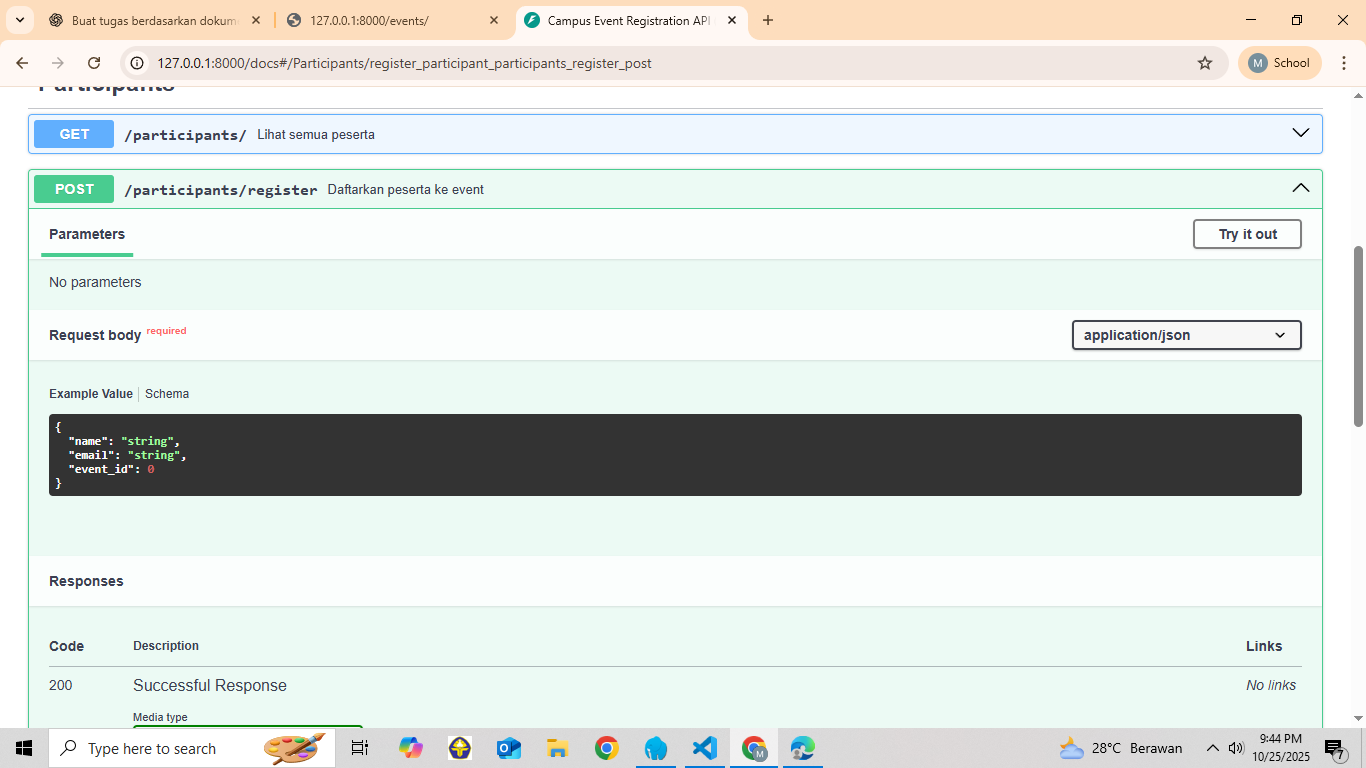 Buat tugas berdasarkan dokum
127.0.0.1:8000/events/
Campus Event Registration API
127.0.0.1:8000/docs#/Participants/register_participant_participants_register_post
M School
Participants
GET /participants/ Lihat semua peserta
POST /participants/register Daftarkan peserta ke event
Parameters
Try it out
No parameters
Request body required
application/json
Example Value Schema
{
"name": "string",
"email": "string",
"event_id": 0
}
Responses
Code Description Links
200 Successful Response No links
Media type
Type here to search
M
28°C Berawan
9:44 PM
10/25/2025
7